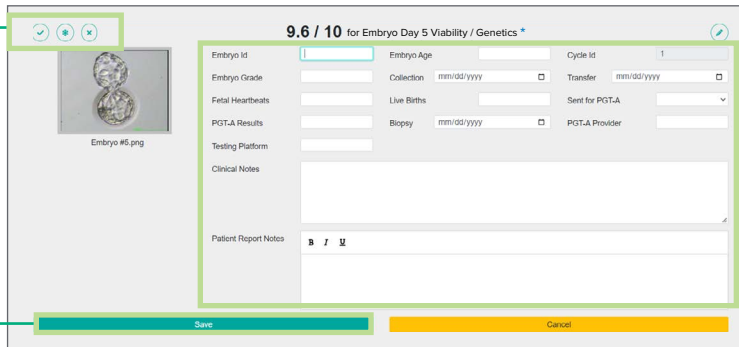 9.6 / 10 for Embryo Day 5 Viability / Genetics *
Embryo Id Embryo Age Cycle Id 1
Embryo Grade Collection mm/dd/yyyy Transfer mm/dd/yyyy
Fetal Heartbeats Live Births Sent for PGT-A
PGT-A Results Biopsy mm/dd/yyyy PGT-A Provider
Embryo #5.png
Testing Platform
Clinical Notes
Patient Report Notes B I U
Save Cancel